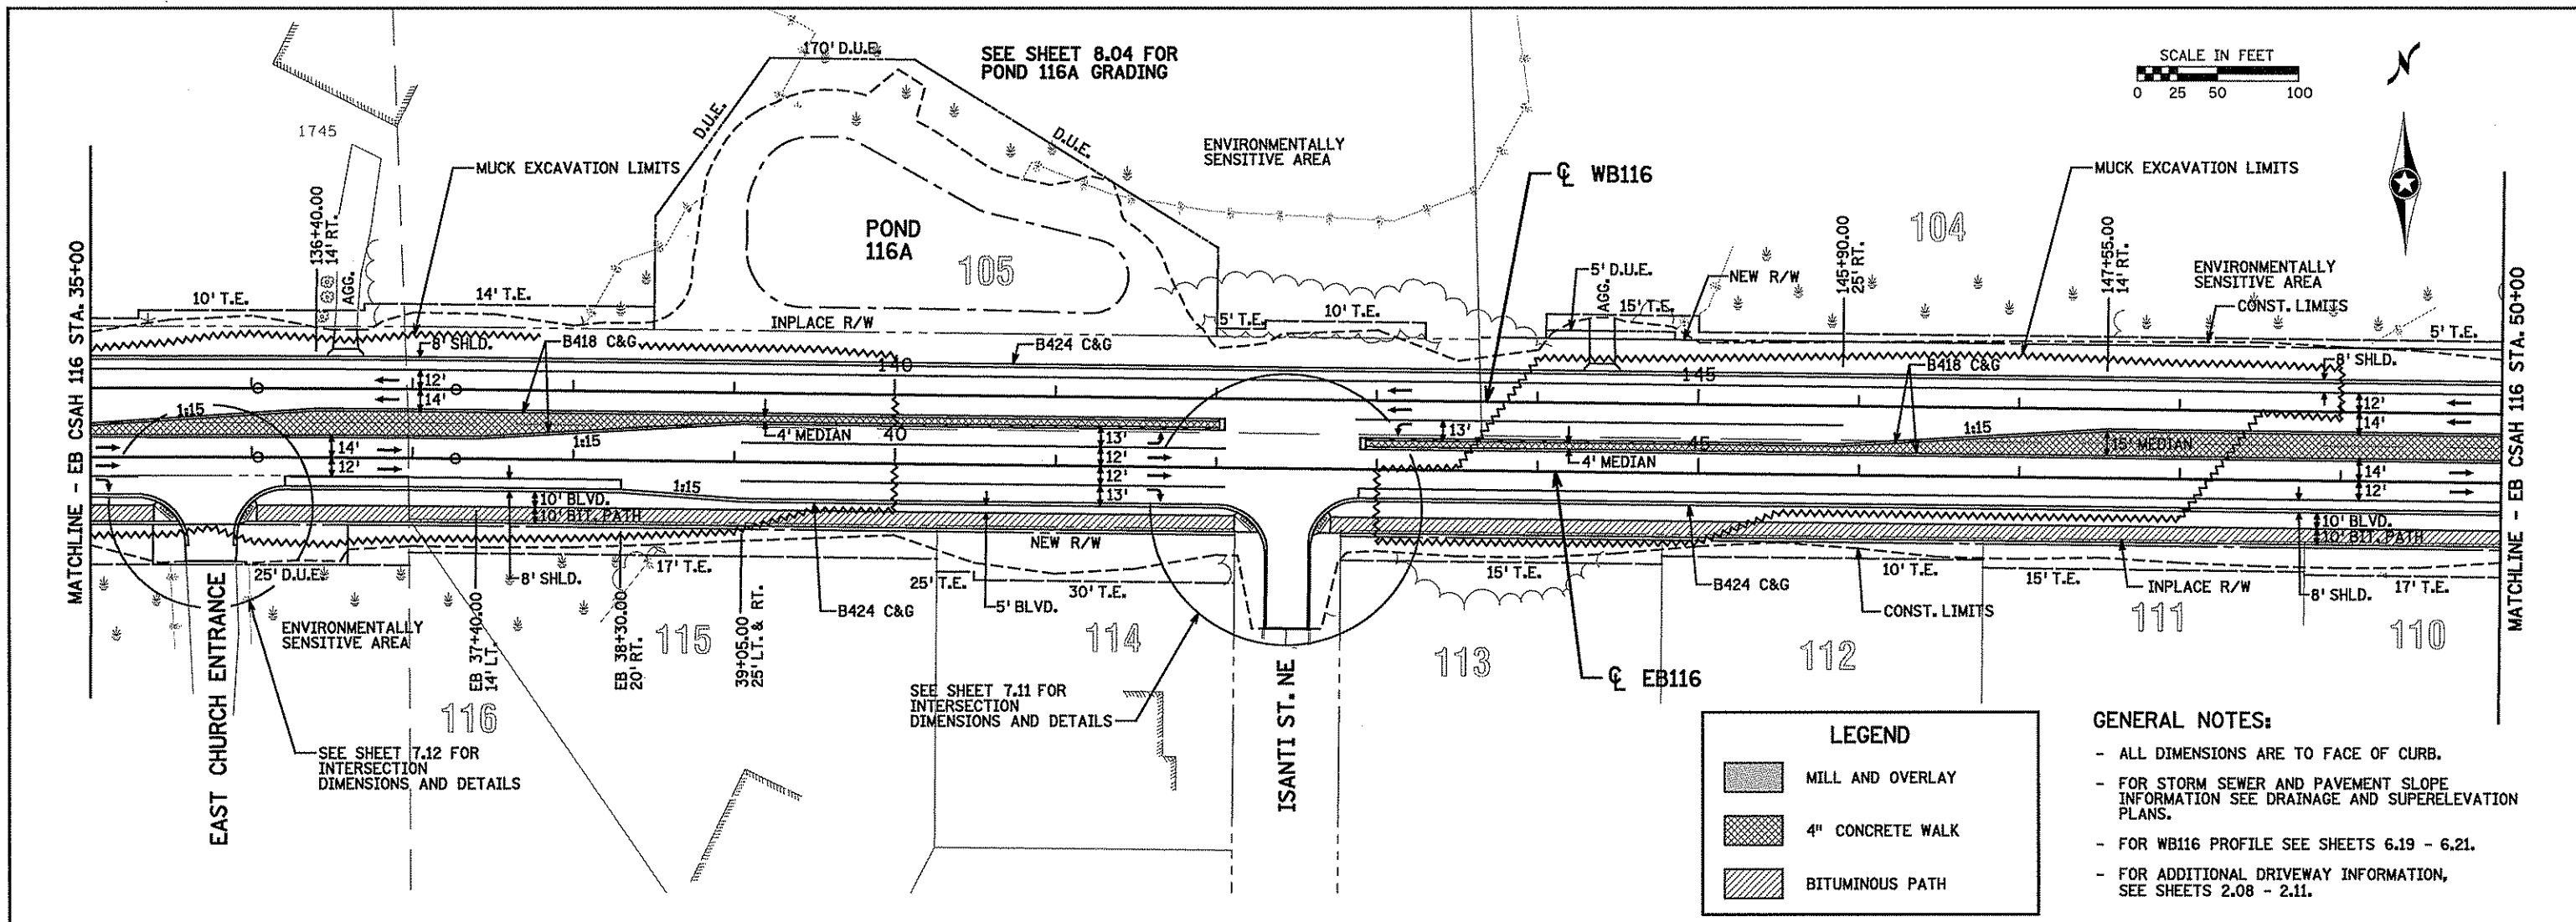 170' D.U.E.
SEE SHEET 8.04 FOR
POND 116A GRADING
SCALE IN FEET
0 25 50 100
N
1745
D.U.E.
D.U.E.
ENVIRONMENTALLY
SENSITIVE AREA
MUCK EXCAVATION LIMITS
℄ WB116
MUCK EXCAVATION LIMITS
104
POND
116A
105
136+40.00
14' RT.
AGG.
10' T.E.
14' T.E.
INPLACE R/W
5' T.E.
10' T.E.
5' D.U.E.
AGG.
15' T.E.
NEW R/W
145+90.00
25' RT.
147+55.00
14' RT.
ENVIRONMENTALLY
SENSITIVE AREA
CONST. LIMITS
5' T.E.
MATCHLINE - EB CSAH 116 STA. 35+00
MATCHLINE - EB CSAH 116 STA. 50+00
8' SHLD.
B418 C&G
B424 C&G
140
145
B418 C&G
8' SHLD.
12'
14'
12'
14'
1:15
1:15
4' MEDIAN
40
13'
12'
12'
13'
13'
4' MEDIAN
45
1:15
15' MEDIAN
14'
12'
14'
12'
1:15
10' BLVD.
10' BIT. PATH
10' BLVD.
10' BIT. PATH
NEW R/W
25' D.U.E.
8' SHLD.
17' T.E.
25' T.E.
30' T.E.
5' BLVD.
B424 C&G
15' T.E.
B424 C&G
10' T.E.
15' T.E.
INPLACE R/W
8' SHLD.
17' T.E.
CONST. LIMITS
ENVIRONMENTALLY
SENSITIVE AREA
EB 37+40.00
14' LT.
EB 38+30.00
20' RT.
39+05.00
25' LT. & RT.
116
115
114
113
112
111
110
EAST CHURCH ENTRANCE
SEE SHEET 7.12 FOR
INTERSECTION
DIMENSIONS AND DETAILS
SEE SHEET 7.11 FOR
INTERSECTION
DIMENSIONS AND DETAILS
ISANTI ST. NE
℄ EB116
LEGEND
MILL AND OVERLAY
4" CONCRETE WALK
BITUMINOUS PATH
GENERAL NOTES:
- ALL DIMENSIONS ARE TO FACE OF CURB.
- FOR STORM SEWER AND PAVEMENT SLOPE
INFORMATION SEE DRAINAGE AND SUPERELEVATION
PLANS.
- FOR WB116 PROFILE SEE SHEETS 6.19 - 6.21.
- FOR ADDITIONAL DRIVEWAY INFORMATION,
SEE SHEETS 2.08 - 2.11.